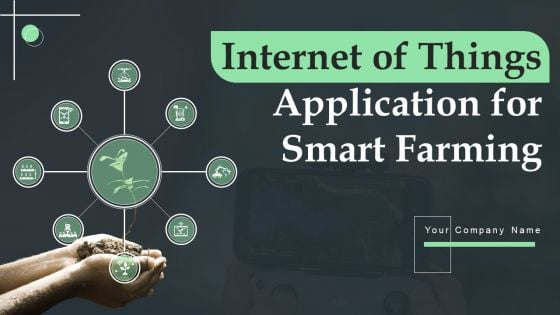 Internet of Things
Application for
Smart Farming
Your Company Name